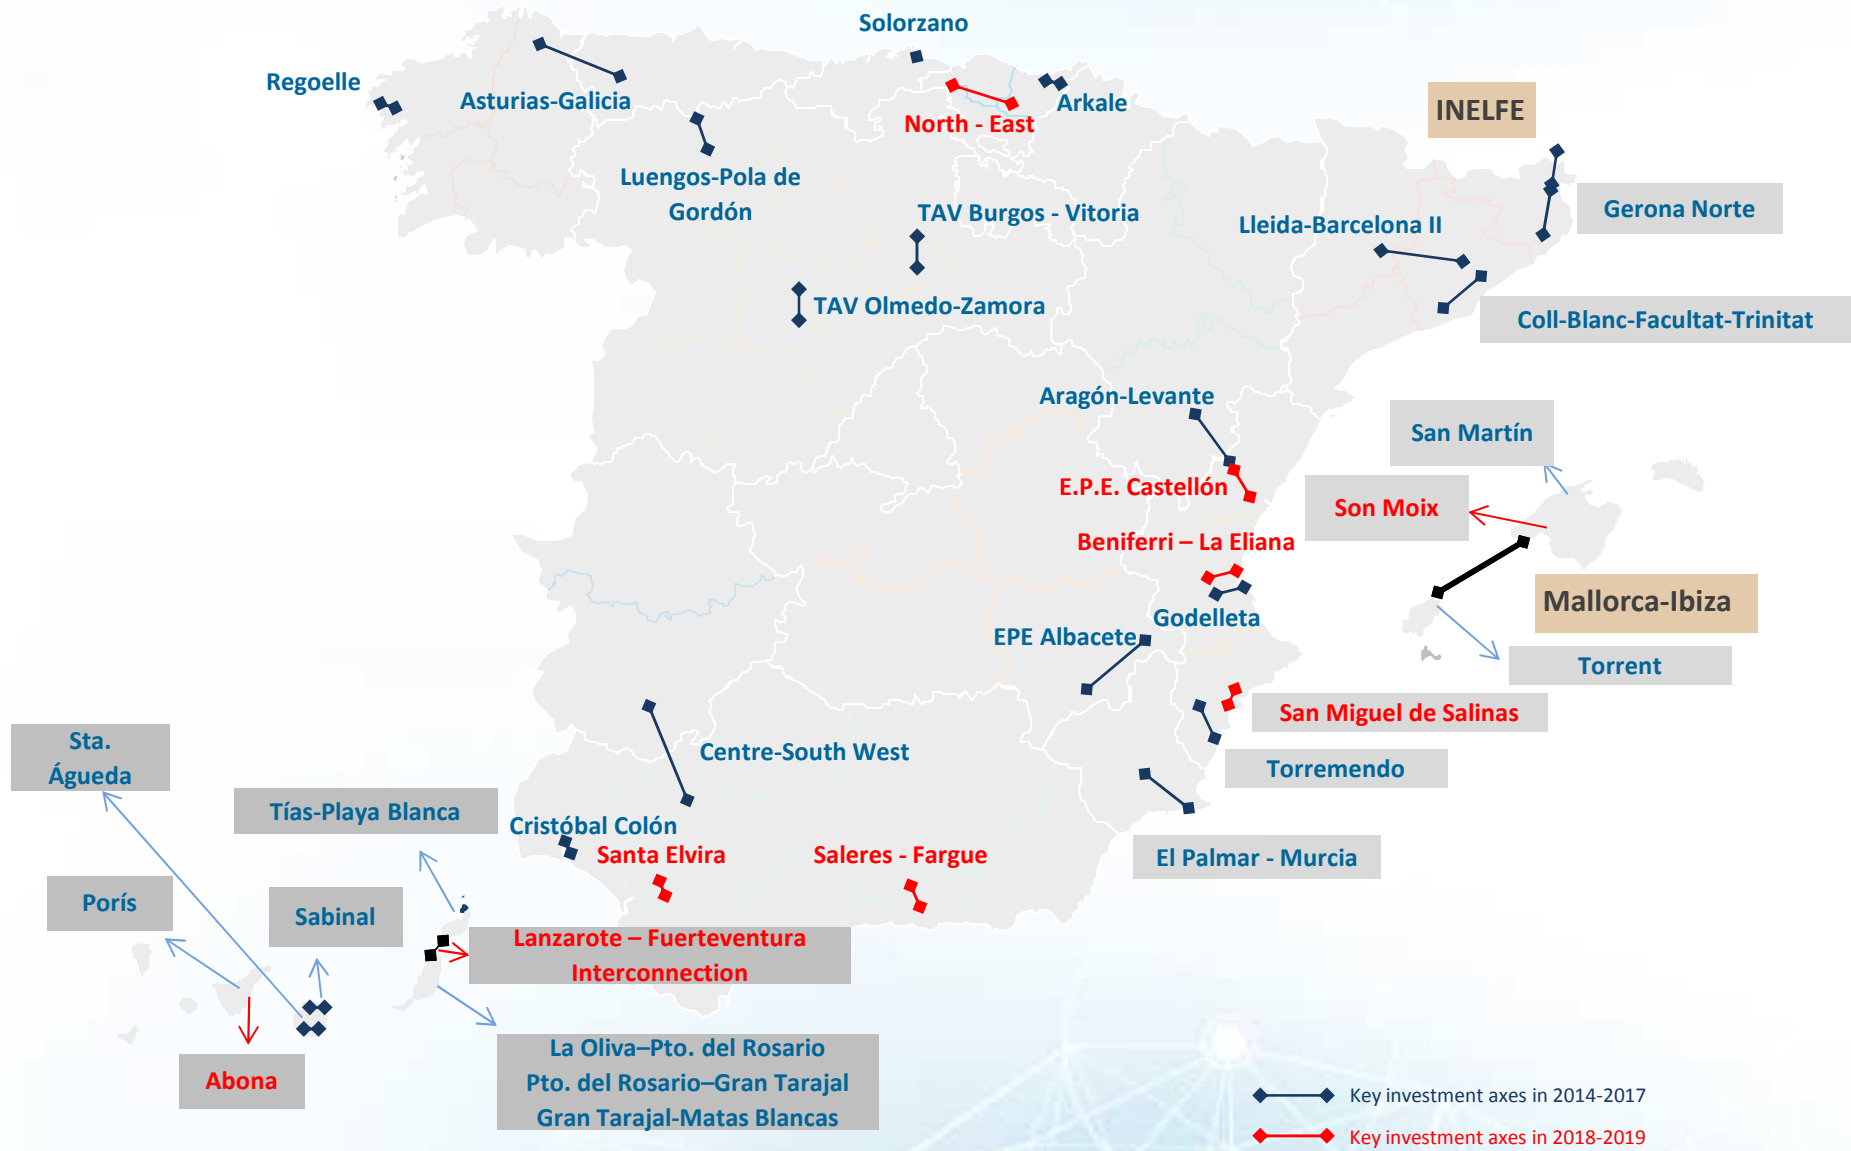 Solorzano
Regoelle
Asturias-Galicia
Arkale
North - East
INELFE
Luengos-Pola de
Gordón
TAV Burgos - Vitoria
Lleida-Barcelona II
Gerona Norte
TAV Olmedo-Zamora
Coll-Blanc-Facultat-Trinitat
Aragón-Levante
San Martín
E.P.E. Castellón
Son Moix
Beniferri – La Eliana
Mallorca-Ibiza
Godelleta
EPE Albacete
Torrent
San Miguel de Salinas
Sta.
Águeda
Centre-South West
Torremendo
Tías-Playa Blanca
Cristóbal Colón
Santa Elvira
Saleres - Fargue
El Palmar - Murcia
Porís
Sabinal
Lanzarote – Fuerteventura
Interconnection
La Oliva–Pto. del Rosario
Pto. del Rosario–Gran Tarajal
Gran Tarajal-Matas Blancas
Abona
Key investment axes in 2014-2017
Key investment axes in 2018-2019